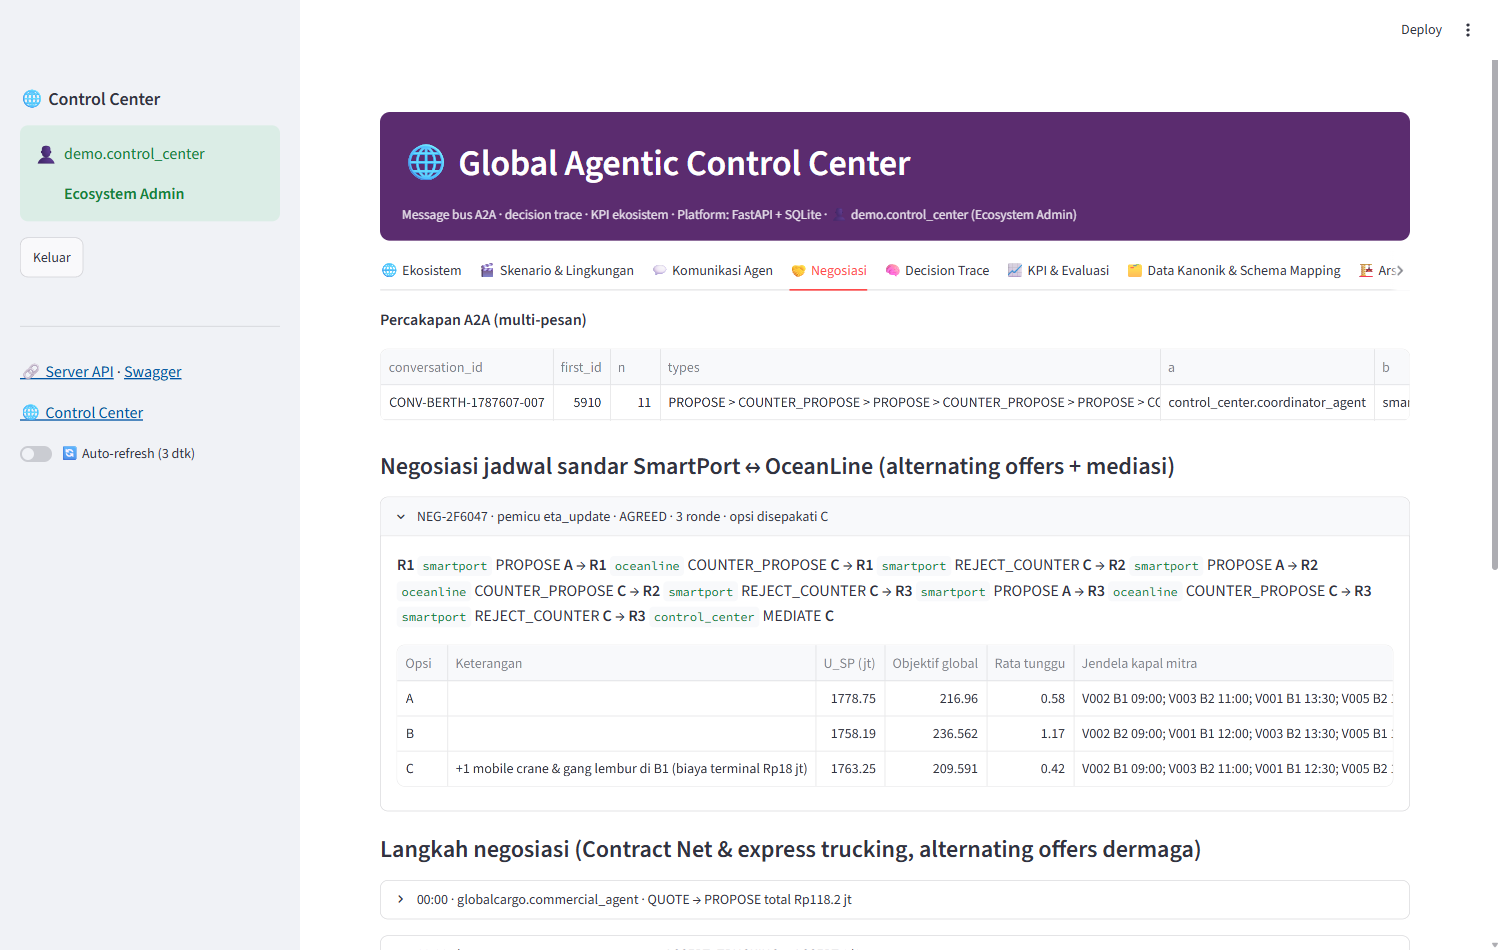 Deploy
Control Center
demo.control_center
Ecosystem Admin
Keluar
Server API · Swagger
Control Center
Auto-refresh (3 dtk)
Global Agentic Control Center
Message bus A2A · decision trace · KPI ekosistem · Platform: FastAPI + SQLite · demo.control_center (Ecosystem Admin)
Ekosistem Skenario & Lingkungan Komunikasi Agen Negosiasi Decision Trace KPI & Evaluasi Data Kanonik & Schema Mapping Ars
Percakapan A2A (multi-pesan)
conversation_id first_id n types a b
CONV-BERTH-1787607-007 5910 11 PROPOSE > COUNTER_PROPOSE > PROPOSE > COUNTER_PROPOSE > PROPOSE > CO control_center.coordinator_agent smar
Negosiasi jadwal sandar SmartPort ↔ OceanLine (alternating offers + mediasi)
NEG-2F6047 · pemicu eta_update · AGREED · 3 ronde · opsi disepakati C
R1 smartport PROPOSE A → R1 oceanline COUNTER_PROPOSE C → R1 smartport REJECT_COUNTER C → R2 smartport PROPOSE A → R2
oceanline COUNTER_PROPOSE C → R2 smartport REJECT_COUNTER C → R3 smartport PROPOSE A → R3 oceanline COUNTER_PROPOSE C → R3
smartport REJECT_COUNTER C → R3 control_center MEDIATE C
Opsi Keterangan U_SP (jt) Objektif global Rata tunggu Jendela kapal mitra
A 1778.75 216.96 0.58 V002 B1 09:00; V003 B2 11:00; V001 B1 13:30; V005 B2
B 1758.19 236.562 1.17 V002 B2 09:00; V001 B1 12:00; V003 B2 13:30; V005 B1
C +1 mobile crane & gang lembur di B1 (biaya terminal Rp18 jt) 1763.25 209.591 0.42 V002 B1 09:00; V003 B2 11:00; V001 B1 12:30; V005 B2
Langkah negosiasi (Contract Net & express trucking, alternating offers dermaga)
00:00 · globalcargo.commercial_agent · QUOTE → PROPOSE total Rp118.2 jt